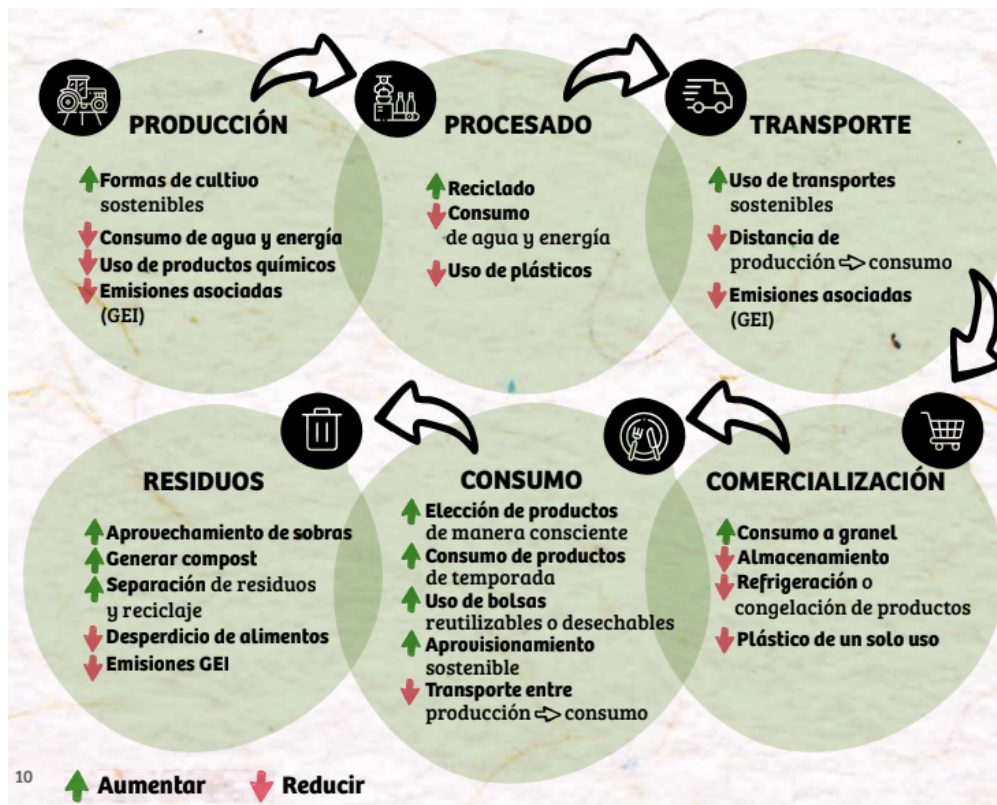 PRODUCCIÓN
Formas de cultivo
sostenibles
Consumo de agua y energía
Uso de productos químicos
Emisiones asociadas
(GEI)
PROCESADO
Reciclado
Consumo
de agua y energía
Uso de plásticos
TRANSPORTE
Uso de transportes
sostenibles
Distancia de
producción ⇨ consumo
Emisiones asociadas
(GEI)
COMERCIALIZACIÓN
Consumo a granel
Almacenamiento
Refrigeración o
congelación de productos
Plástico de un solo uso
CONSUMO
Elección de productos
de manera consciente
Consumo de productos
de temporada
Uso de bolsas
reutilizables o desechables
Aprovisionamiento
sostenible
Transporte entre
producción ⇨ consumo
RESIDUOS
Aprovechamiento de sobras
Generar compost
Separación de residuos
y reciclaje
Desperdicio de alimentos
Emisiones GEI
10
Aumentar
Reducir